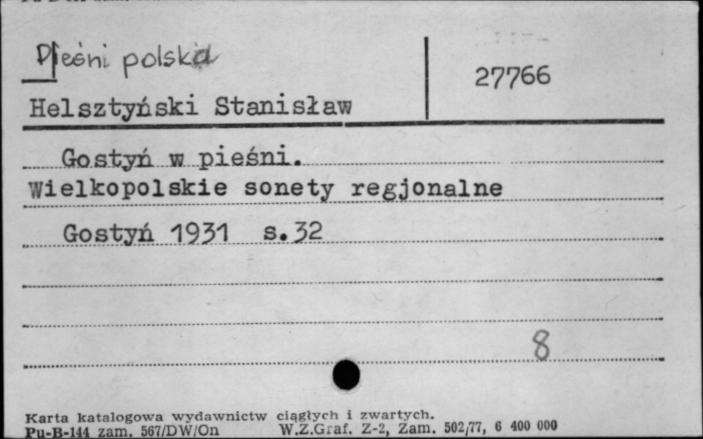 Pieśni polska
27766
Helsztyński Stanisław
Gostyń w pieśni.
Wielkopolskie sonety regjonalne
Gostyń 1931 s.32
8
Karta katalogowa wydawnictw ciągłych i zwartych.
Pu-B-144 zam. 567/DW/On W.Z.Graf. Z-2, Zam. 502/77, 6 400 000